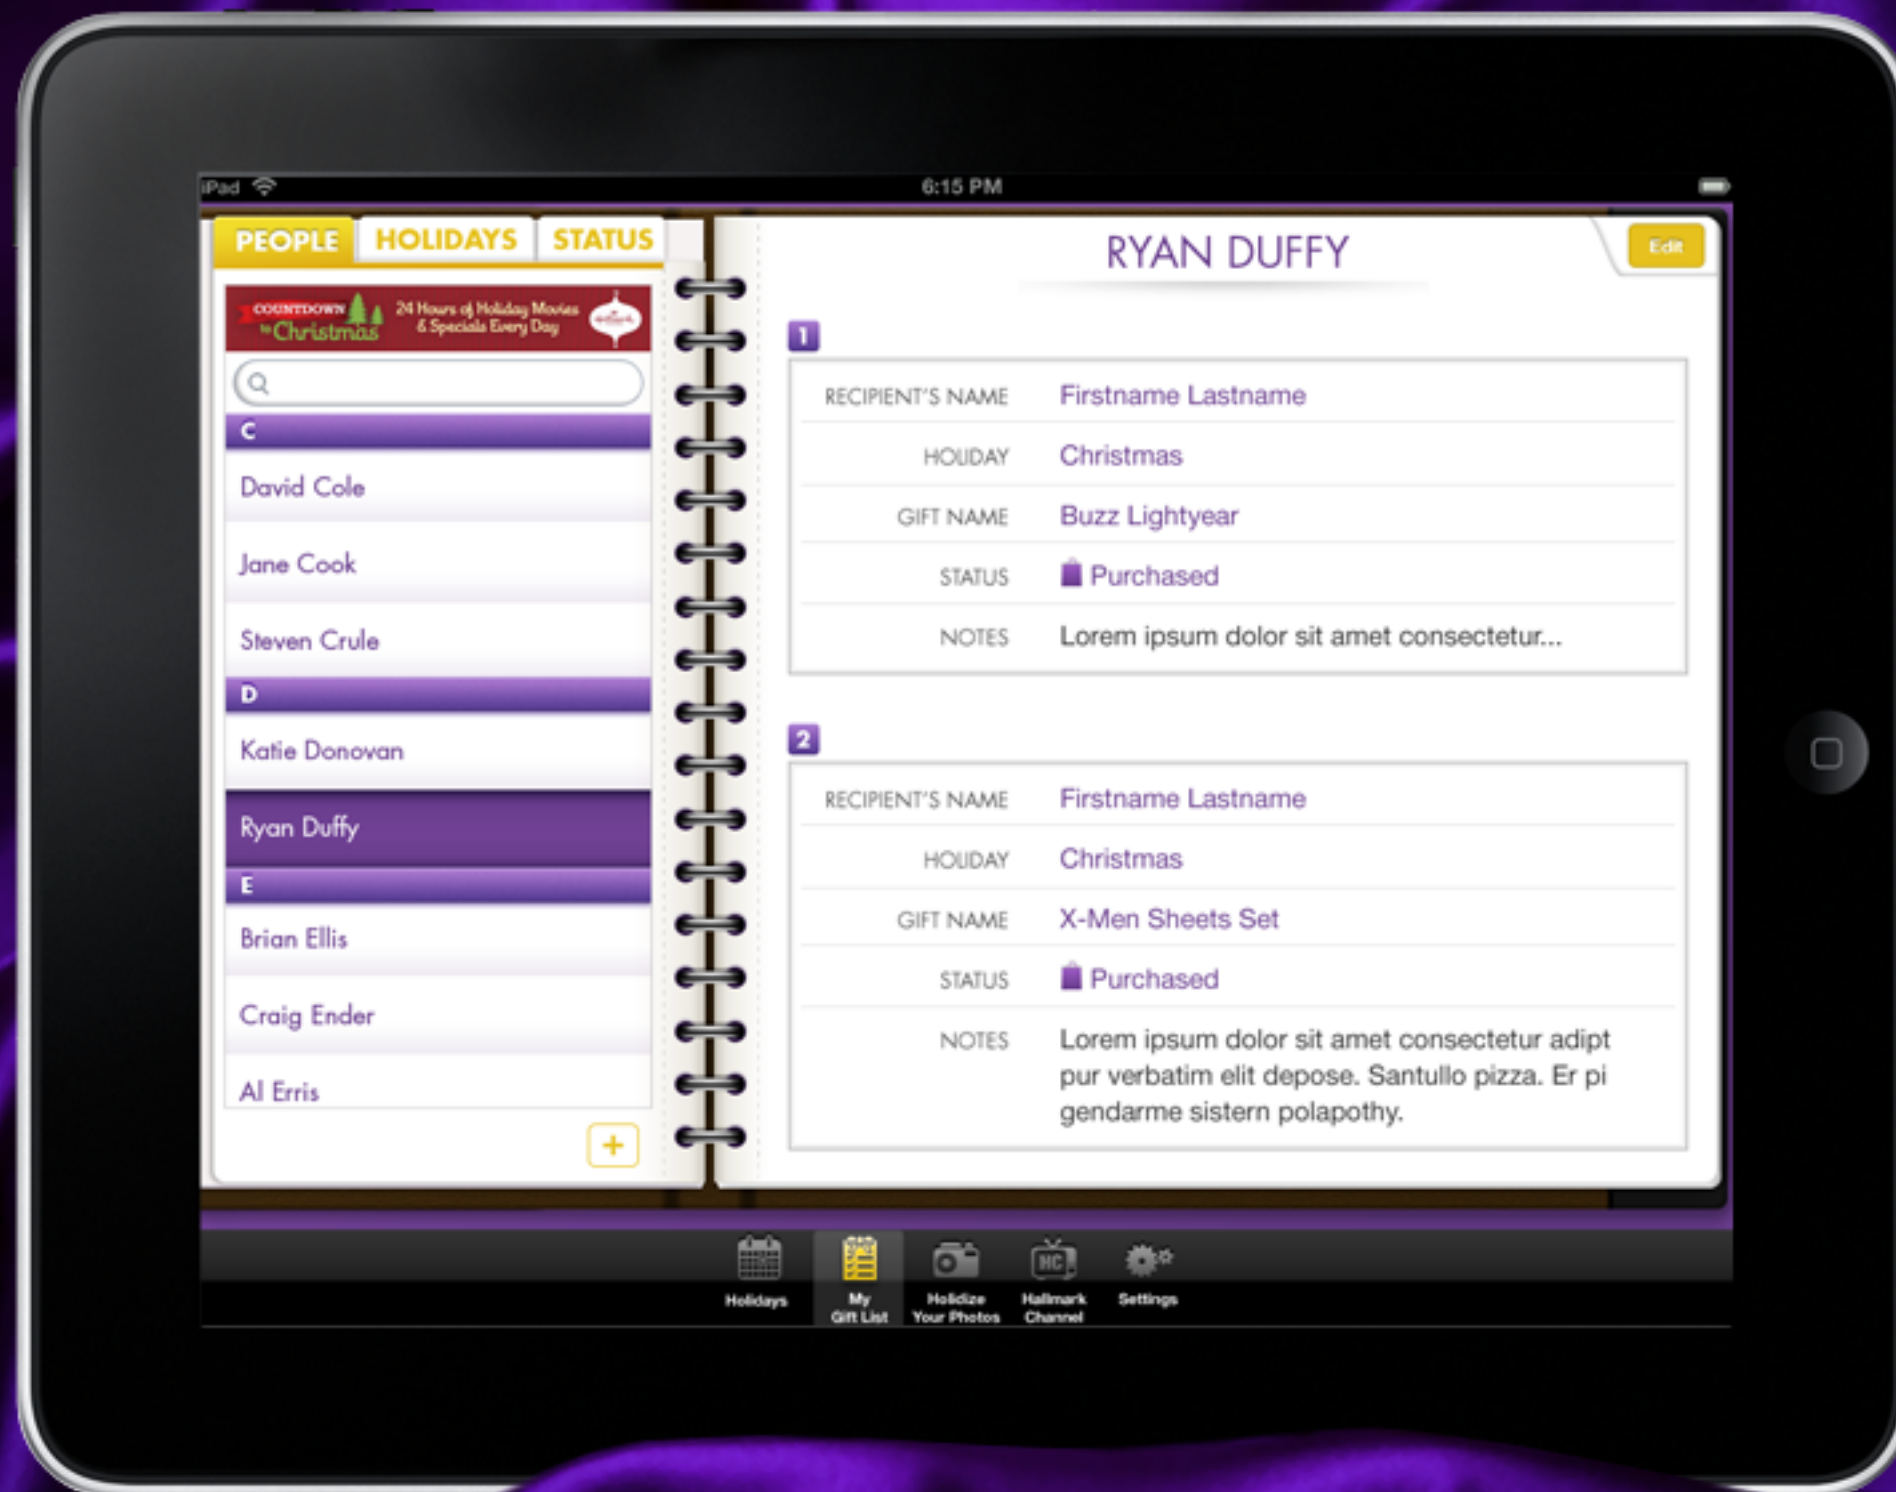 iPad
6:15 PM
PEOPLE
HOLIDAYS
STATUS
COUNTDOWN
to Christmas
24 Hours of Holiday Movies
& Specials Every Day
C
David Cole
Jane Cook
Steven Crule
D
Katie Donovan
Ryan Duffy
E
Brian Ellis
Craig Ender
Al Erris
+
RYAN DUFFY
Edit
1
RECIPIENT'S NAME Firstname Lastname
HOLIDAY Christmas
GIFT NAME Buzz Lightyear
STATUS Purchased
NOTES Lorem ipsum dolor sit amet consectetur...
2
RECIPIENT'S NAME Firstname Lastname
HOLIDAY Christmas
GIFT NAME X-Men Sheets Set
STATUS Purchased
NOTES Lorem ipsum dolor sit amet consectetur adipt
pur verbatim elit depose. Santullo pizza. Er pi
gendarme sistern polapothy.
Holidays
My
Gift List
Holidize
Your Photos
HC
Hallmark
Channel
Settings